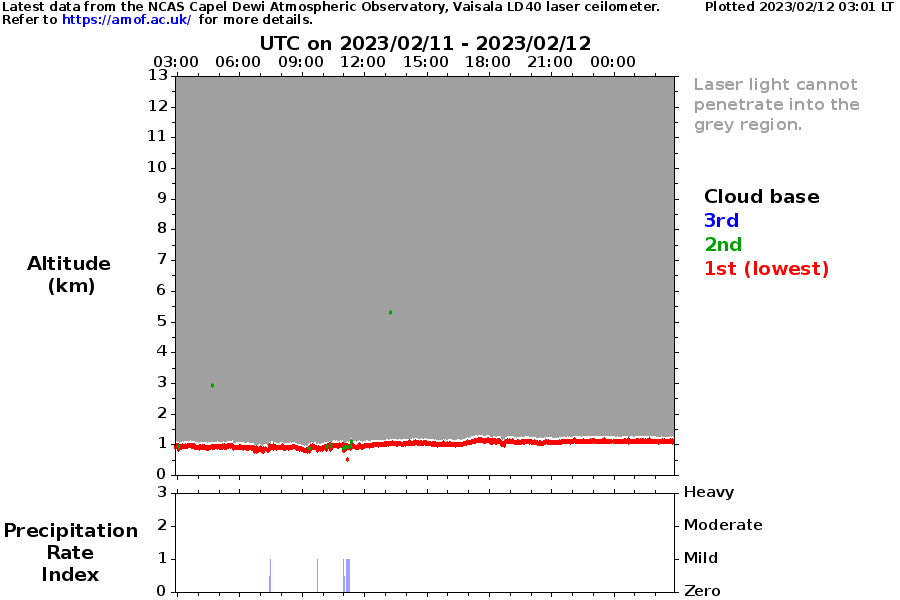 Latest data from the NCAS Capel Dewi Atmospheric Observatory, Vaisala LD40 laser ceilometer.
Plotted 2023/02/12 03:01 LT
Refer to https://amof.ac.uk/ for more details.
UTC on 2023/02/11 - 2023/02/12
03:00 06:00 09:00 12:00 15:00 18:00 21:00 00:00
13
12
11
10
9
8
7
6
5
4
3
2
1
0
Altitude
(km)
Laser light cannot
penetrate into the
grey region.
Cloud base
3rd
2nd
1st (lowest)
3
2
1
0
Precipitation
Rate
Index
Heavy
Moderate
Mild
Zero